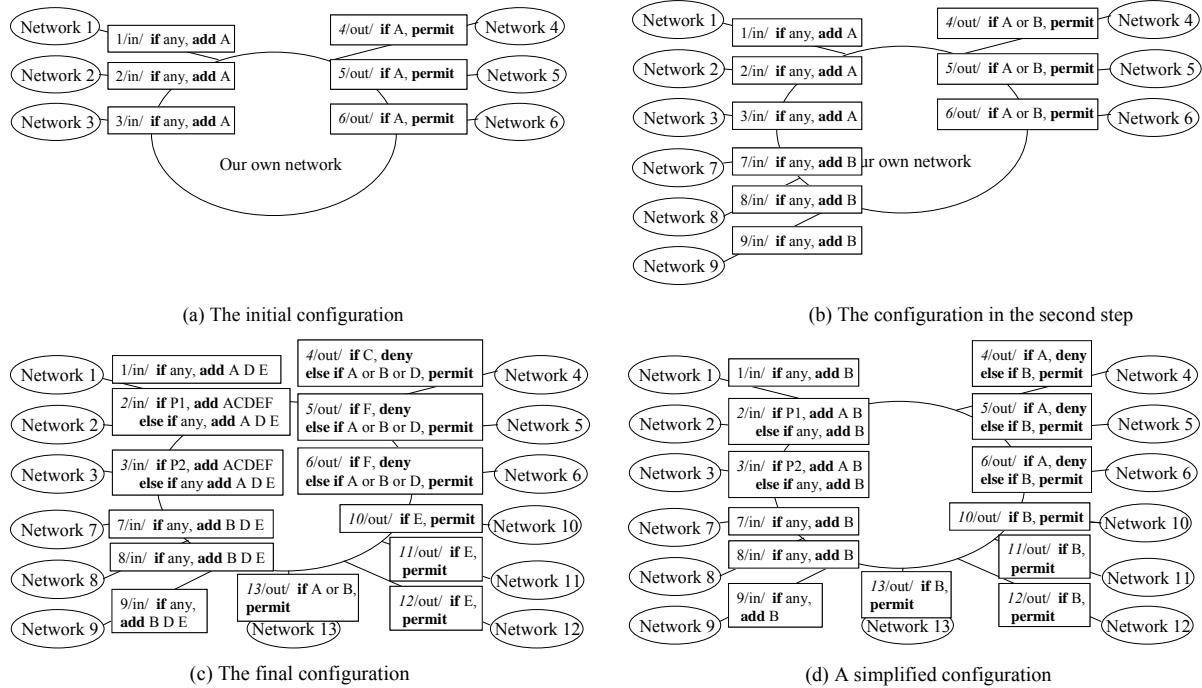 Network 1
1/in/ if any, add A
4/out/ if A, permit
Network 4
Network 2
2/in/ if any, add A
5/out/ if A, permit
Network 5
Network 3
3/in/ if any, add A
6/out/ if A, permit
Network 6
Our own network
(a) The initial configuration
Network 1
1/in/ if any, add A
4/out/ if A or B, permit
Network 4
Network 2
2/in/ if any, add A
5/out/ if A or B, permit
Network 5
Network 3
3/in/ if any, add A
6/out/ if A or B, permit
Network 6
Network 7
7/in/ if any, add B
ur own network
8/in/ if any, add B
Network 8
9/in/ if any, add B
Network 9
(b) The configuration in the second step
Network 1
1/in/ if any, add A D E
4/out/ if C, deny
else if A or B or D, permit
Network 4
Network 2
2/in/ if P1, add ACDEF
else if any, add A D E
5/out/ if F, deny
else if A or B or D, permit
Network 5
Network 3
3/in/ if P2, add ACDEF
else if any add A D E
6/out/ if F, deny
else if A or B or D, permit
Network 6
Network 7
7/in/ if any, add B D E
10/out/ if E, permit
Network 10
8/in/ if any, add B D E
Network 8
11/out/ if E,
permit
Network 11
9/in/ if any,
add B D E
Network 9
13/out/ if A or B,
permit
Network 13
12/out/ if E,
permit
Network 12
(c) The final configuration
Network 1
1/in/ if any, add B
4/out/ if A, deny
else if B, permit
Network 4
Network 2
2/in/ if P1, add A B
else if any, add B
5/out/ if A, deny
else if B, permit
Network 5
Network 3
3/in/ if P2, add A B
else if any, add B
6/out/ if A, deny
else if B, permit
Network 6
Network 7
7/in/ if any, add B
10/out/ if B, permit
Network 10
8/in/ if any, add B
Network 8
11/out/ if B,
permit
Network 11
9/in/ if any,
add B
Network 9
13/out/ if B,
permit
Network 13
12/out/ if B,
permit
Network 12
(d) A simplified configuration